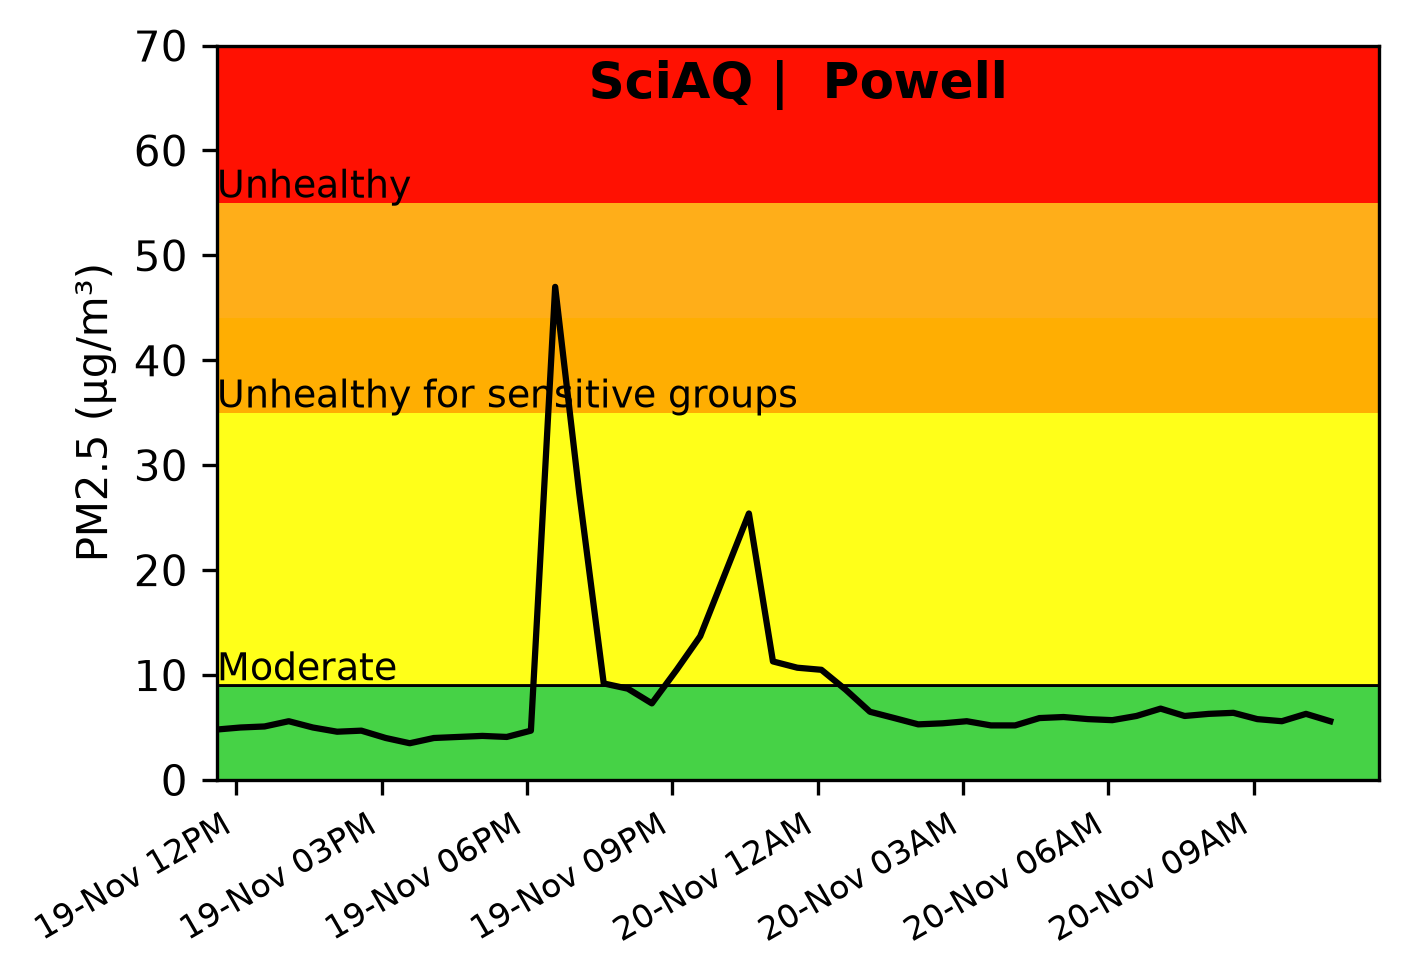 SciAQ |  Powell
70
60
50
40
30
20
10
0
PM2.5 (µg/m³)
Unhealthy
Unhealthy for sensitive groups
Moderate
19-Nov 12PM
19-Nov 03PM
19-Nov 06PM
19-Nov 09PM
20-Nov 12AM
20-Nov 03AM
20-Nov 06AM
20-Nov 09AM